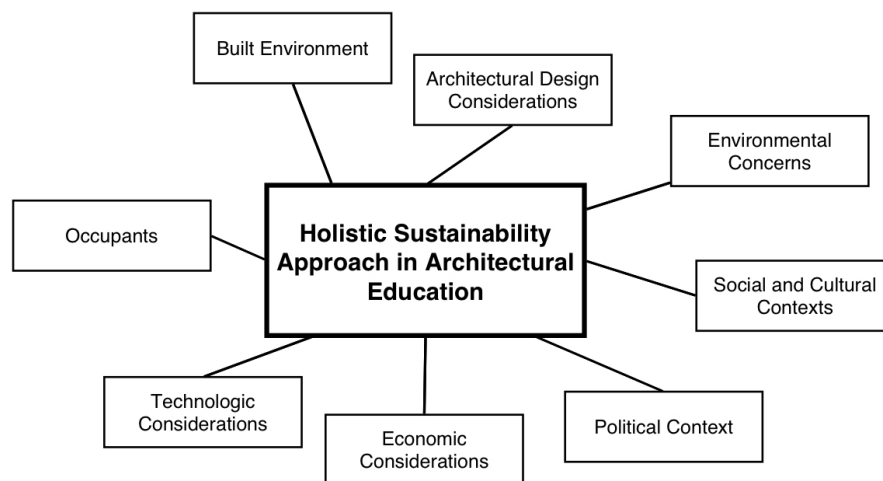 Built Environment
Architectural Design
Considerations
Environmental
Concerns
Holistic Sustainability
Approach in Architectural
Education
Occupants
Social and Cultural
Contexts
Technologic
Considerations
Economic
Considerations
Political Context